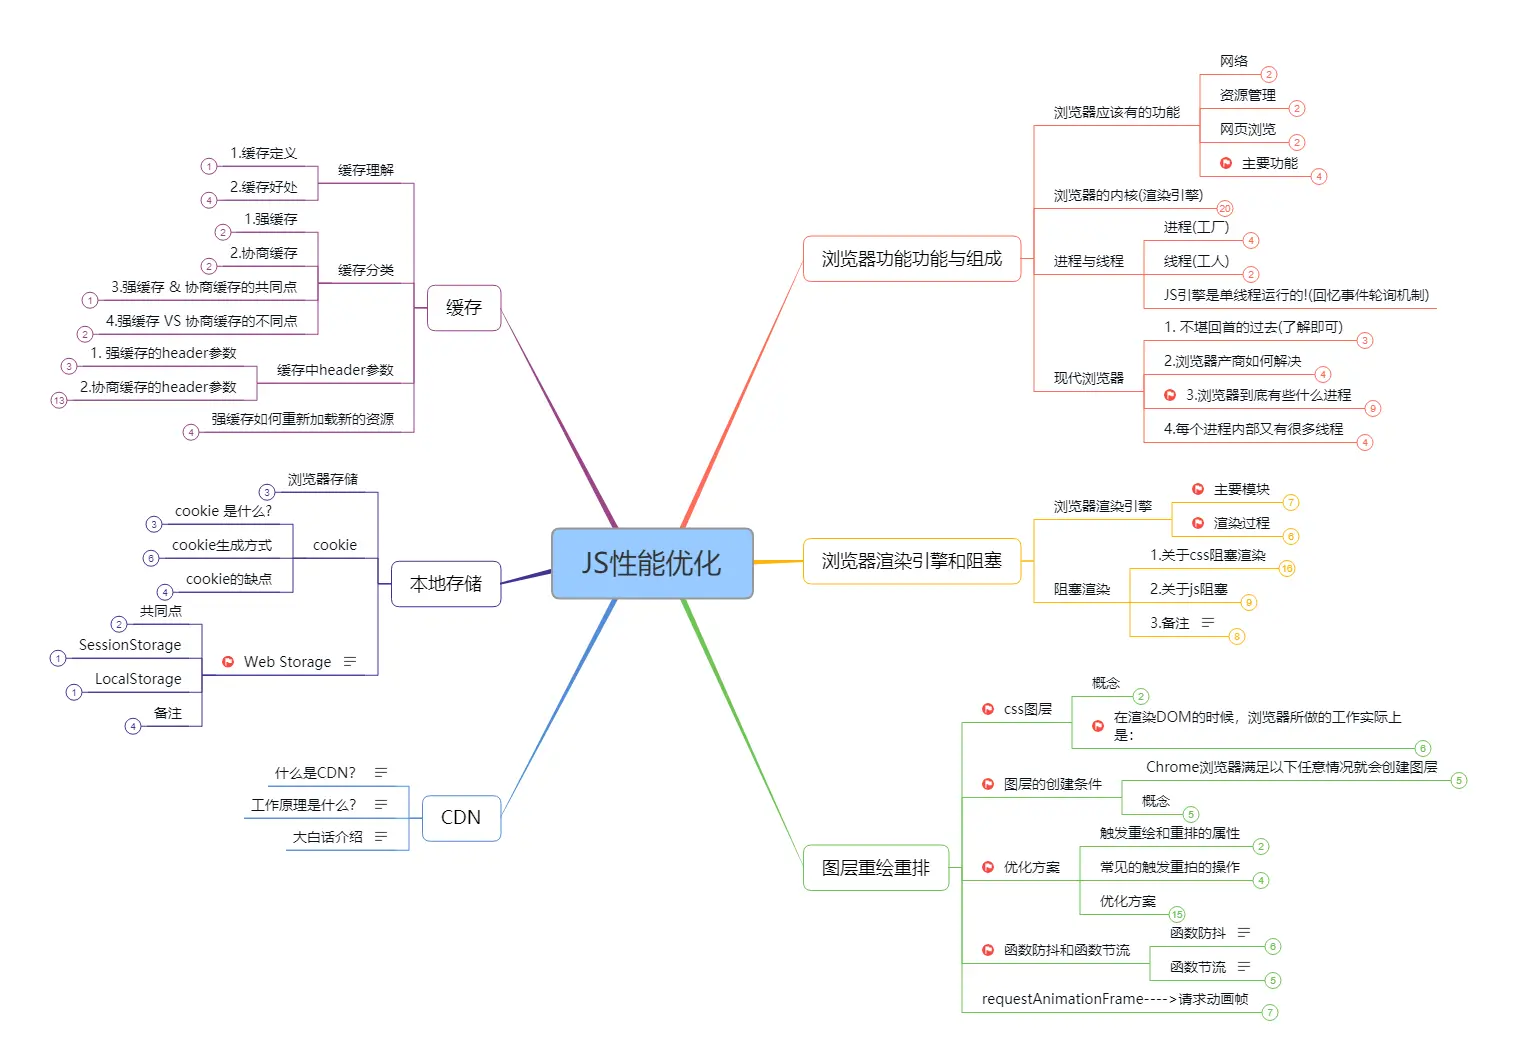 JS性能优化
浏览器功能功能与组成
浏览器应该有的功能
网络
2
资源管理
2
网页浏览
2
主要功能
4
浏览器的内核(渲染引擎)
20
进程与线程
进程(工厂)
4
线程(工人)
2
JS引擎是单线程运行的!(回忆事件轮询机制)
现代浏览器
1. 不堪回首的过去(了解即可)
3
2.浏览器产商如何解决
4
3.浏览器到底有些什么进程
9
4.每个进程内部又有很多线程
4
浏览器渲染引擎和阻塞
浏览器渲染引擎
主要模块
7
渲染过程
6
阻塞渲染
1.关于css阻塞渲染
16
2.关于js阻塞
9
3.备注
8
图层重绘重排
css图层
概念
2
在渲染DOM的时候，浏览器所做的工作实际上
是：
6
图层的创建条件
Chrome浏览器满足以下任意情况就会创建图层
5
概念
5
优化方案
触发重绘和重排的属性
2
常见的触发重拍的操作
4
优化方案
15
函数防抖和函数节流
函数防抖
6
函数节流
5
requestAnimationFrame---->请求动画帧
7
缓存
缓存理解
1.缓存定义
1
2.缓存好处
4
缓存分类
1.强缓存
2
2.协商缓存
2
3.强缓存 & 协商缓存的共同点
1
4.强缓存 VS 协商缓存的不同点
2
缓存中header参数
1. 强缓存的header参数
3
2.协商缓存的header参数
13
强缓存如何重新加载新的资源
4
本地存储
浏览器存储
3
cookie
cookie 是什么?
3
cookie生成方式
6
cookie的缺点
4
Web Storage
共同点
2
SessionStorage
1
LocalStorage
1
备注
4
CDN
什么是CDN？
工作原理是什么？
大白话介绍